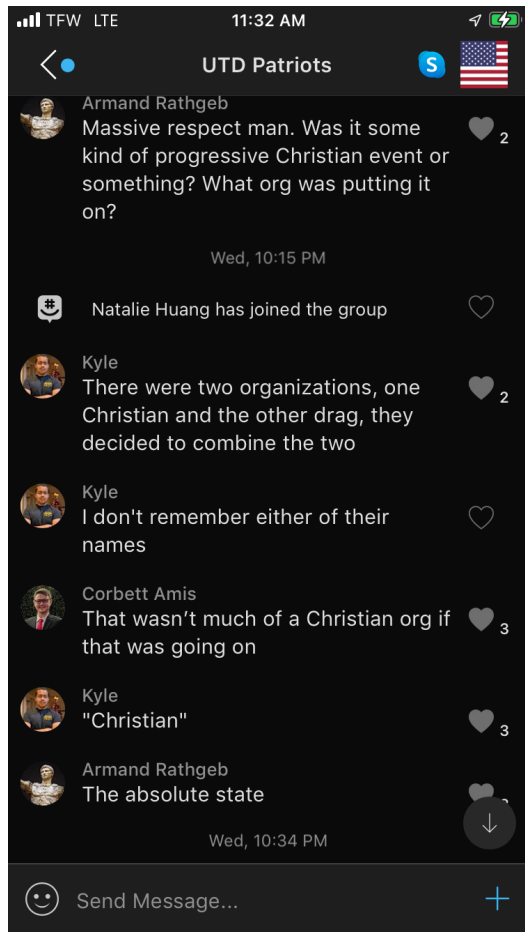 TFW LTE 11:32 AM
UTD Patriots
Armand Rathgeb
Massive respect man. Was it some
kind of progressive Christian event or
something? What org was putting it
on?
2
Wed, 10:15 PM
Natalie Huang has joined the group
Kyle
There were two organizations, one
Christian and the other drag, they
decided to combine the two
2
Kyle
I don't remember either of their
names
Corbett Amis
That wasn’t much of a Christian org if
that was going on
3
Kyle
"Christian"
3
Armand Rathgeb
The absolute state
Wed, 10:34 PM
Send Message...